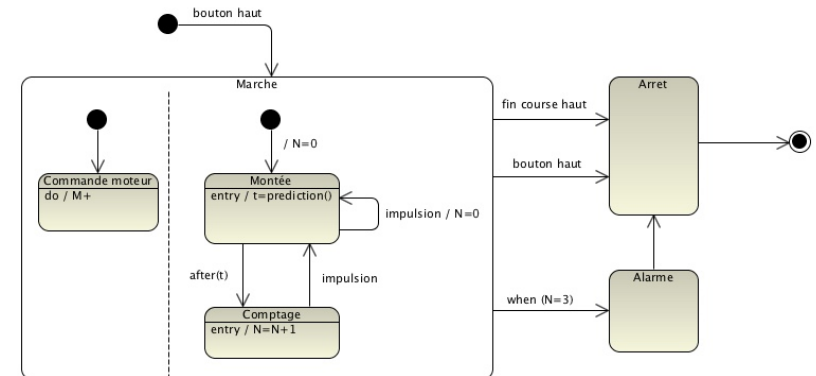 bouton haut
Marche
Arret
fin course haut
/ N=0
bouton haut
Commande moteur
do / M+
Montée
entry / t=prediction()
impulsion / N=0
after(t)
impulsion
Alarme
when (N=3)
Comptage
entry / N=N+1